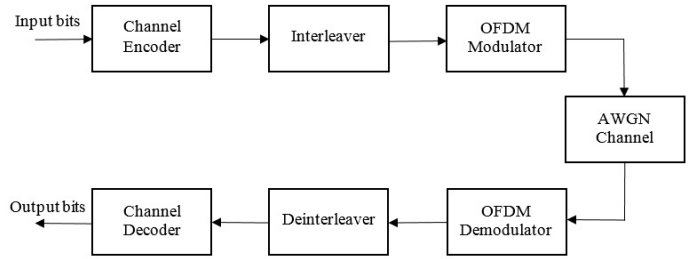 Input bits
Channel
Encoder
Interleaver
OFDM
Modulator
AWGN
Channel
Output bits
Channel
Decoder
Deinterleaver
OFDM
Demodulator